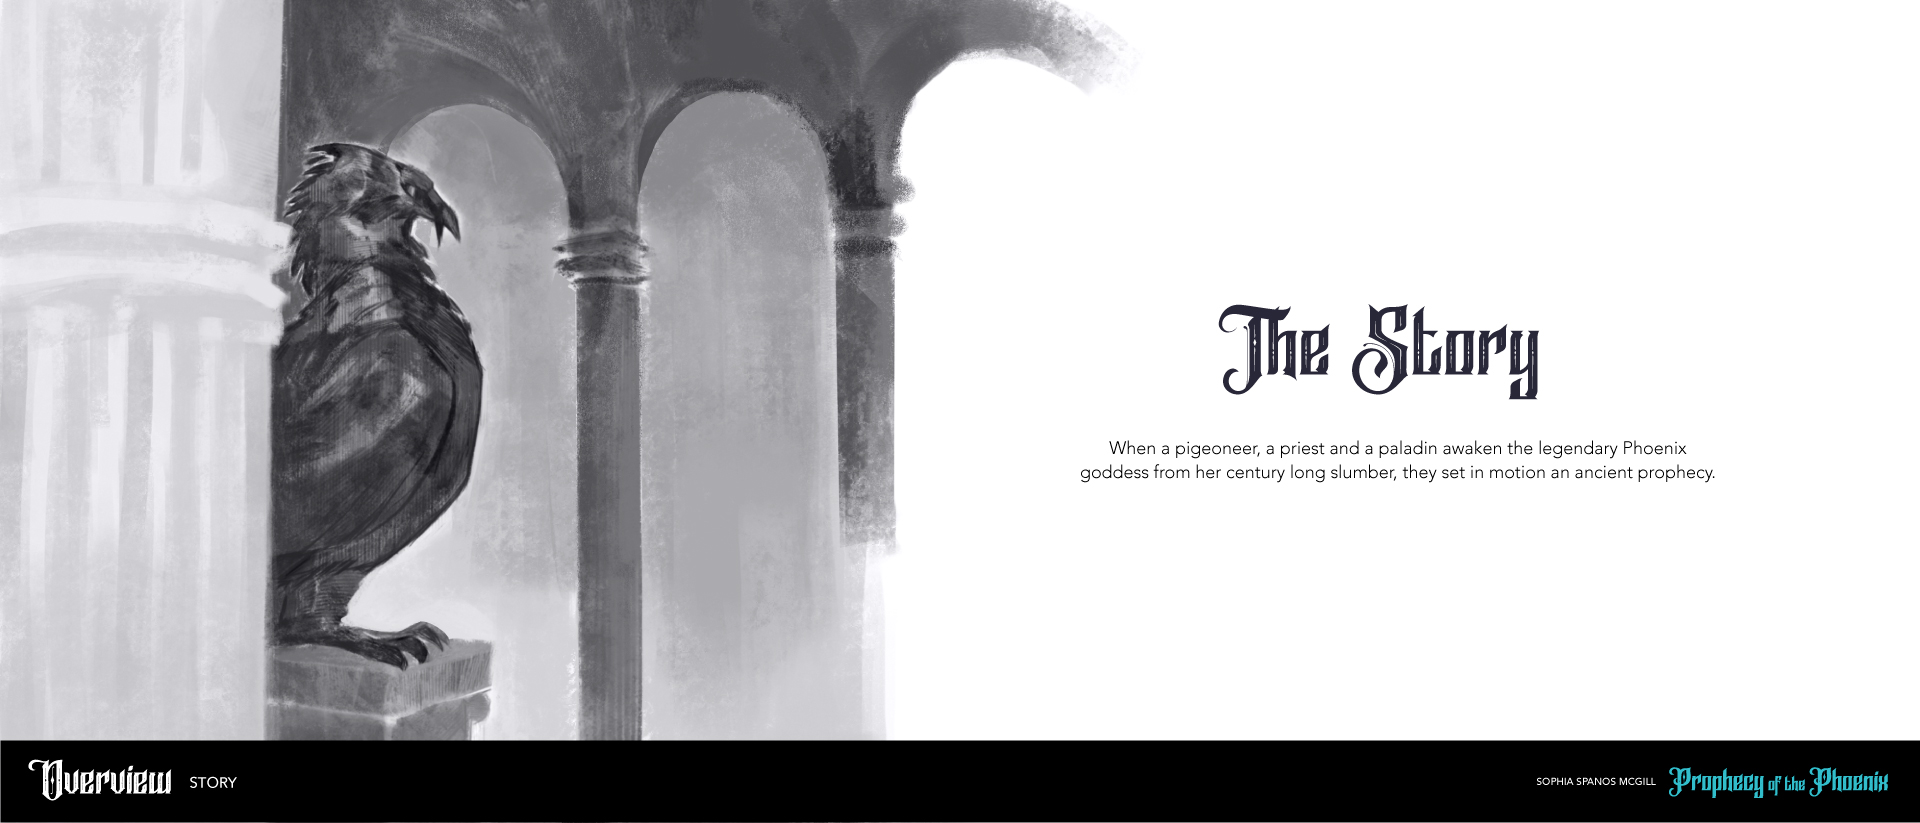 The Story
When a pigeoneer, a priest and a paladin awaken the legendary Phoenix
goddess from her century long slumber, they set in motion an ancient prophecy.
Overview STORY
SOPHIA SPANOS MCGILL Prophecy of the Phoenix